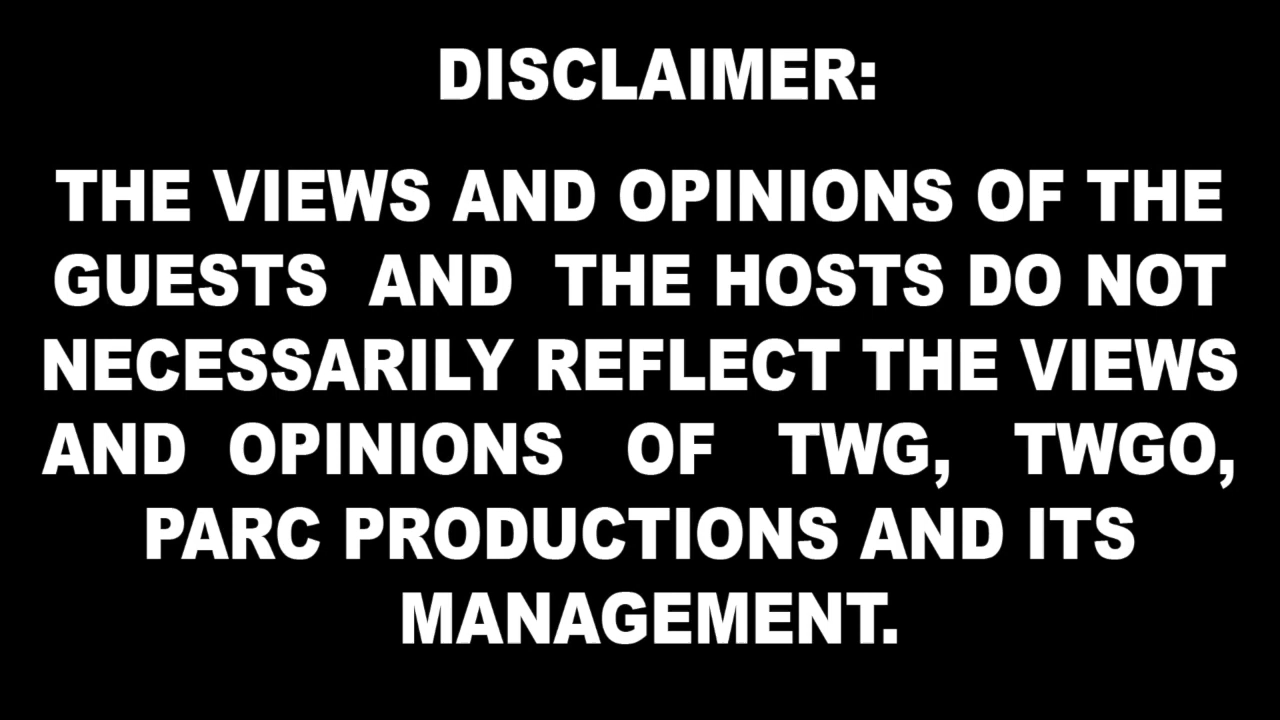 DISCLAIMER:
THE VIEWS AND OPINIONS OF THE
GUESTS AND THE HOSTS DO NOT
NECESSARILY REFLECT THE VIEWS
AND OPINIONS OF TWG, TWGO,
PARC PRODUCTIONS AND ITS
MANAGEMENT.